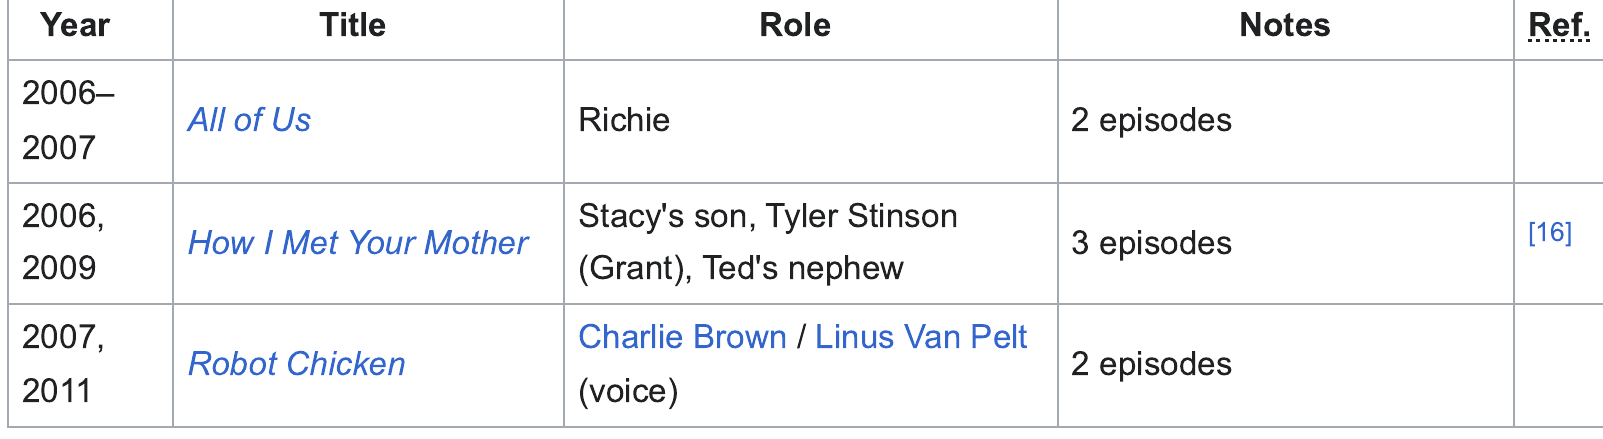 Year Title Role Notes Ref.
2006–
2007
All of Us
Richie
2 episodes
2006,
2009
How I Met Your Mother
Stacy's son, Tyler Stinson
(Grant), Ted's nephew
3 episodes
[16]
2007,
2011
Robot Chicken
Charlie Brown / Linus Van Pelt
(voice)
2 episodes